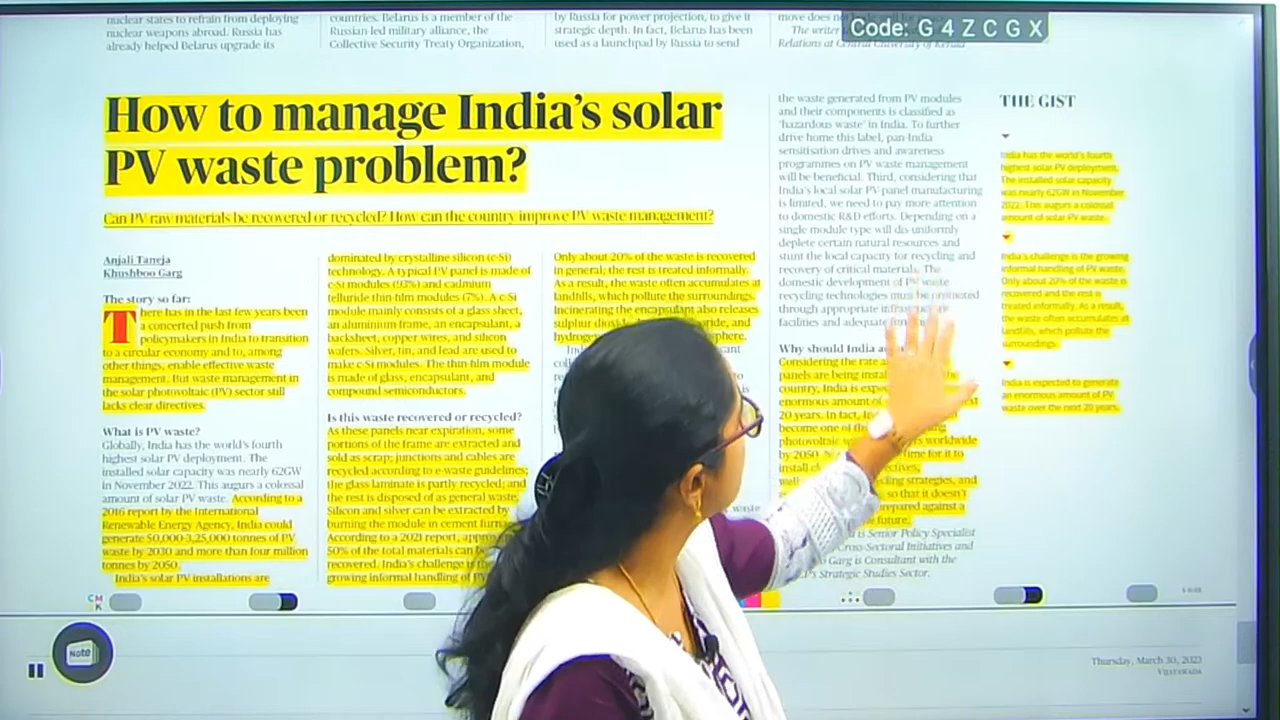 nuclear states to refrain from deploying
nuclear weapons abroad. Russia has
already helped Belarus upgrade its
countries. Belarus is a member of the
Russian-led military alliance, the
Collective Security Treaty Organization,
by Russia for power projection, to give it
strategic depth. In fact, Belarus has been
used as a launchpad by Russia to send
move does
The writer
Relations at Central University of Kerala
Code: G 4 Z C G X
How to manage India's solar
PV waste problem?
Can PV raw materials be recovered or recycled? How can the country improve PV waste management?
Anjali Taneja
Khushboo Garg
The story so far:
There has in the last few years been
a concerted push from
policymakers in India to transition
to a circular economy and to, among
other things, enable effective waste
management. But waste management in
the solar photovoltaic (PV) sector still
lacks clear directives.
What is PV waste?
Globally, India has the world's fourth
highest solar PV deployment. The
installed solar capacity was nearly 62GW
in November 2022. This augurs a colossal
amount of solar PV waste. According to a
2016 report by the International
Renewable Energy Agency, India could
generate 50,000-3,25,000 tonnes of PV
waste by 2030 and more than four million
tonnes by 2050.
India's solar PV installations are
dominated by crystalline silicon (c-Si)
technology. A typical PV panel is made of
c-Si modules (93%) and cadmium
telluride thin-film modules (7%). A c-Si
module mainly consists of a glass sheet,
an aluminium frame, an encapsulant, a
backsheet, copper wires, and silicon
wafers. Silver, tin, and lead are used to
make c-Si modules. The thin-film module
is made of glass, encapsulant, and
compound semiconductors.
Is this waste recovered or recycled?
As these panels near expiration, some
portions of the frame are extracted and
sold as scrap; junctions and cables are
recycled according to e-waste guidelines;
the glass laminate is partly recycled; and
the rest is disposed of as general waste.
Silicon and silver can be extracted by
burning the module in cement
According to a 2021 report,
50% of the total materials can be
recovered. India's challenge is
growing informal handling of PV
Only about 20% of the waste is recovered
in general; the rest is treated informally.
As a result, the waste often accumulates at
landfills, which pollute the surroundings.
Incinerating the encapsulant also releases
sulphur and
waste
the waste generated from PV modules
and their components is classified as
'hazardous waste' in India. To further
drive home this label, pan-India
sensitisation drives and awareness
programmes on PV waste management
will be beneficial. Third, considering that
India's local solar PV-panel manufacturing
is limited, we need to pay more attention
to domestic R&D efforts. Depending on a
single module type will dis uniformly
deplete certain natural resources and
stunt the local capacity for recycling and
recovery of critical materials. The
domestic development of PV waste
recycling technologies must be promoted
through appropriate
facilities and adequate
Why should India
Considering the rate
panels are being
country, India is
enormous amount of
20 years. In fact,
become one of
photovoltaic worldwide
by 2050. time for it to
install
strategies, and
so that it doesn't
against a
future.
is Senior Policy Specialist
Cross-Sectoral Initiatives and
Garg is Consultant with the
Strategic Studies Sector.
THE GIST
India has the world's fourth
highest solar PV deployment.
The installed solar capacity
was nearly 62GW in November
2022. This augurs a colossal
amount of solar PV waste.
India's challenge is the growing
informal handling of PV waste.
Only about 20% of the waste is
recovered and the rest is
treated informally. As a result,
the waste often accumulates at
landfills, which pollute the
surroundings.
India is expected to generate
an enormous amount of PV
waste over the next 20 years.
CM
K
Note
Thursday, March 30, 2023
VIJAYAWADA